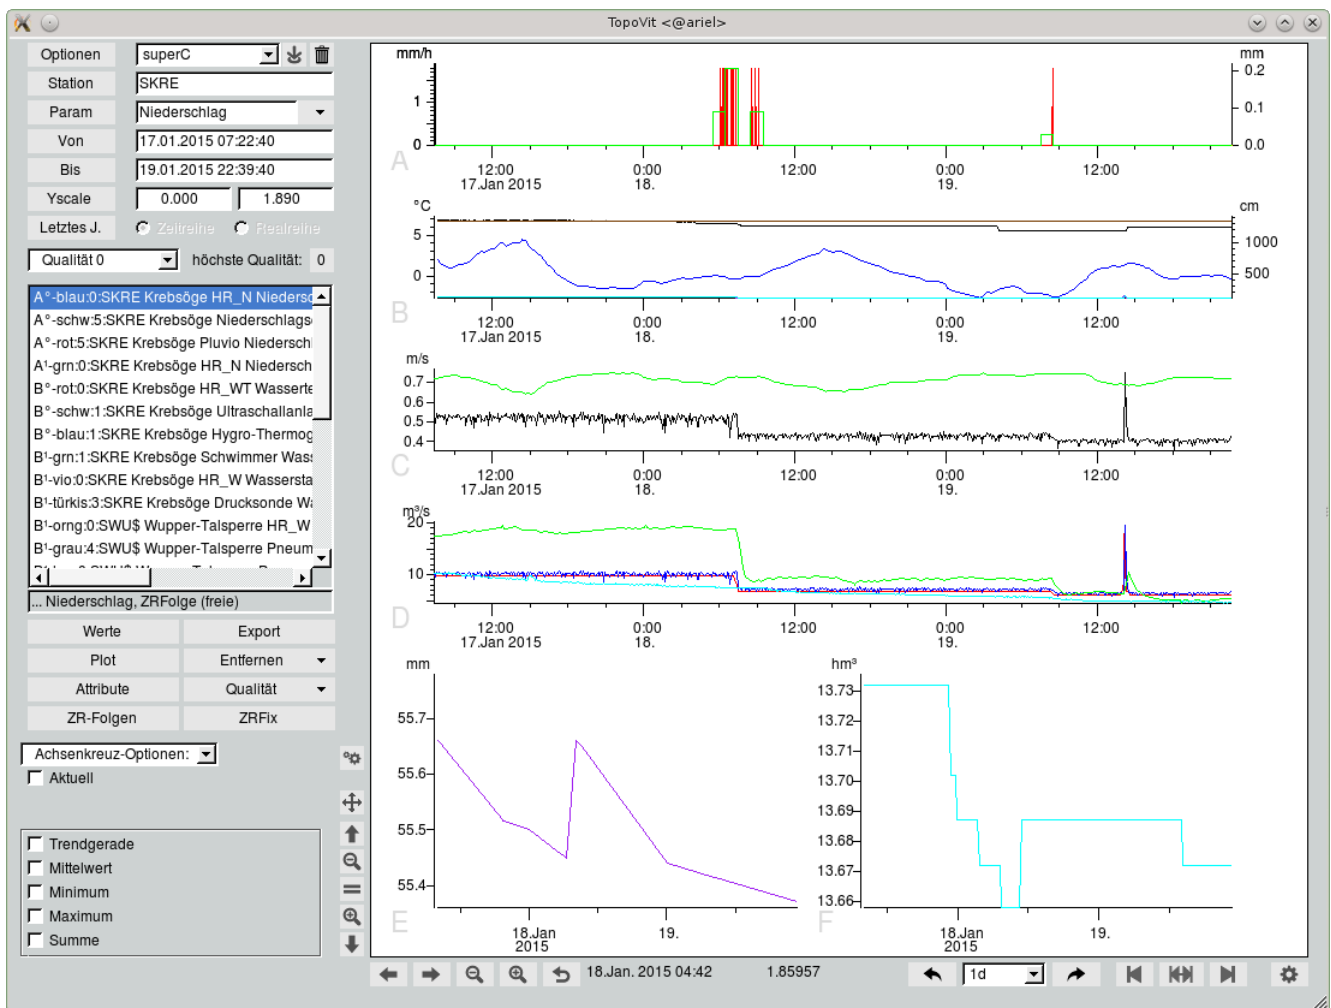 TopoVit <@ariel>
Optionen superC
Station SKRE
Param Niederschlag
Von 17.01.2015 07:22:40
Bis 19.01.2015 22:39:40
Yscale 0.000 1.890
Letztes J. Zeitreihe Realreihe
Qualität 0 höchste Qualität: 0
A°-blau:0:SKRE Krebsöge HR_N Niedersc
A°-schw:5:SKRE Krebsöge Niederschlags
A°-rot:5:SKRE Krebsöge Pluvio Niedersch
A¹-grn:0:SKRE Krebsöge HR_N Niedersch
B°-rot:0:SKRE Krebsöge HR_WT Wasserte
B°-schw:1:SKRE Krebsöge Ultraschallanla
B°-blau:1:SKRE Krebsöge Hygro-Thermog
B¹-grn:1:SKRE Krebsöge Schwimmer Wass
B¹-vio:0:SKRE Krebsöge HR_W Wassersta
B¹-türkis:3:SKRE Krebsöge Drucksonde Wa
B¹-orng:0:SWU$ Wupper-Talsperre HR_W
B¹-grau:4:SWU$ Wupper-Talsperre Pneum
... Niederschlag, ZRFolge (freie)
Werte Export
Plot Entfernen
Attribute Qualität
ZR-Folgen ZRFix
Achsenkreuz-Optionen:
Aktuell
Trendgerade
Mittelwert
Minimum
Maximum
Summe
mm/h mm
0.2
1 0.1
0 0.0
A
12:00 0:00 12:00 0:00 12:00
17.Jan 2015 18. 19.
°C cm
5 1000
0 500
B
12:00 0:00 12:00 0:00 12:00
17.Jan 2015 18. 19.
m/s
0.7
0.6
0.5
0.4
C
12:00 0:00 12:00 0:00 12:00
17.Jan 2015 18. 19.
m³/s
20
10
D
12:00 0:00 12:00 0:00 12:00
17.Jan 2015 18. 19.
mm
55.7
55.6
55.5
55.4
E
18.Jan 19.
2015
hm³
13.73
13.72
13.71
13.70
13.69
13.68
13.67
13.66
F
18.Jan 19.
2015
18.Jan. 2015 04:42 1.85957 1d